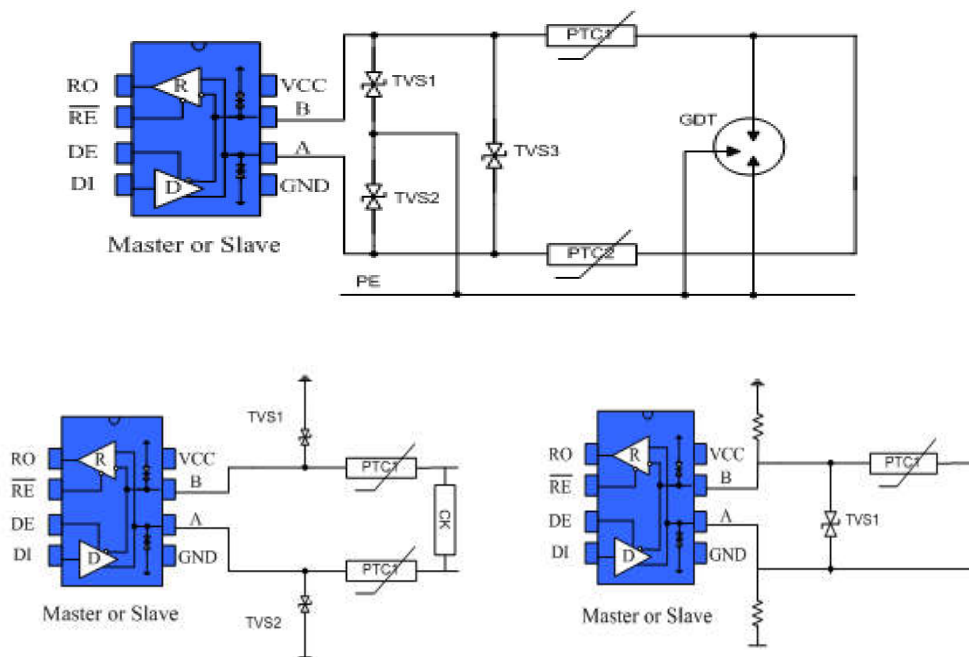 PTC1
RO
R
VCC
TVS1
RE
B
GDT
DE
A
TVS3
DI
D
GND
TVS2
Master or Slave
PTC2
PE
TVS1
RO
R
VCC
PTC1
RE
B
CK
DE
A
DI
D
GND
PTC1
Master or Slave
TVS2
RO
R
VCC
PTC1
RE
B
DE
A
TVS1
DI
D
GND
Master or Slave